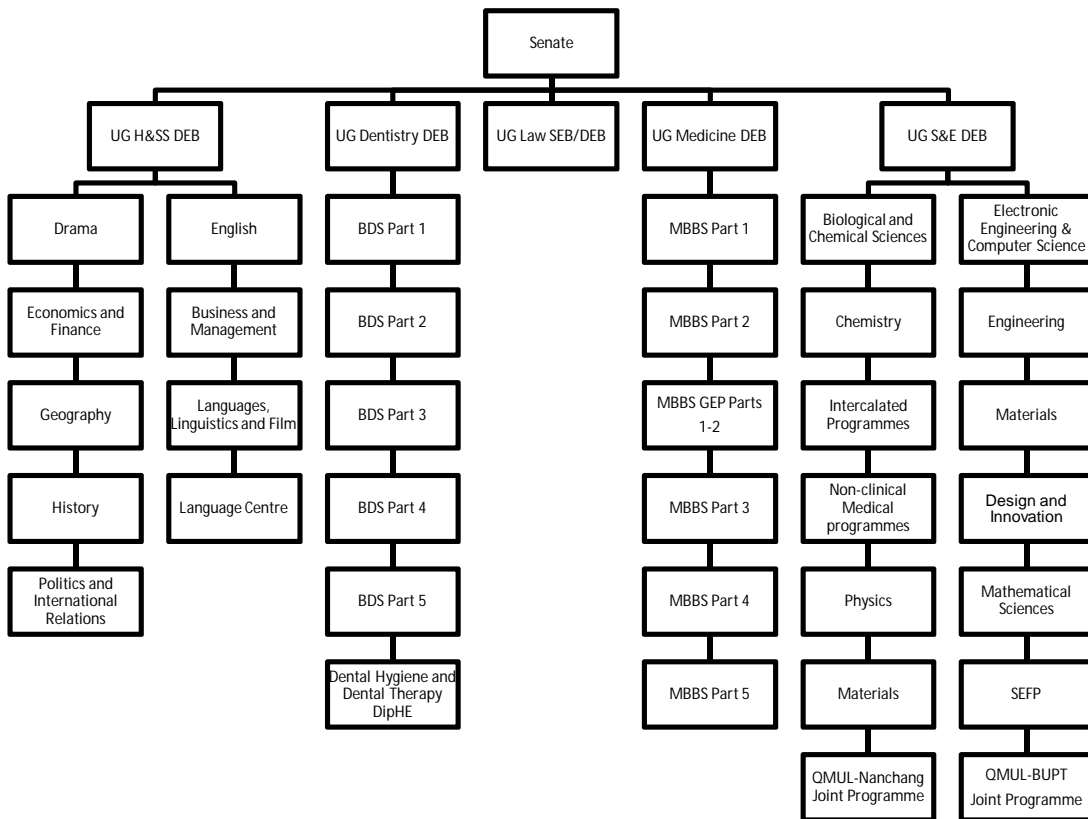 Senate
UG H&SS DEB
UG Dentistry DEB
UG Law SEB/DEB
UG Medicine DEB
UG S&E DEB
Drama
English
BDS Part 1
MBBS Part 1
Biological and
Chemical Sciences
Electronic
Engineering &
Computer Science
Economics and
Finance
Business and
Management
BDS Part 2
MBBS Part 2
Chemistry
Engineering
Geography
Languages,
Linguistics and Film
BDS Part 3
MBBS GEP Parts
1-2
Intercalated
Programmes
Materials
History
Language Centre
BDS Part 4
MBBS Part 3
Non-clinical
Medical
programmes
Design and
Innovation
Politics and
International
Relations
BDS Part 5
MBBS Part 4
Physics
Mathematical
Sciences
Dental Hygiene and
Dental Therapy
DipHE
MBBS Part 5
Materials
SEFP
QMUL-Nanchang
Joint Programme
QMUL-BUPT
Joint Programme